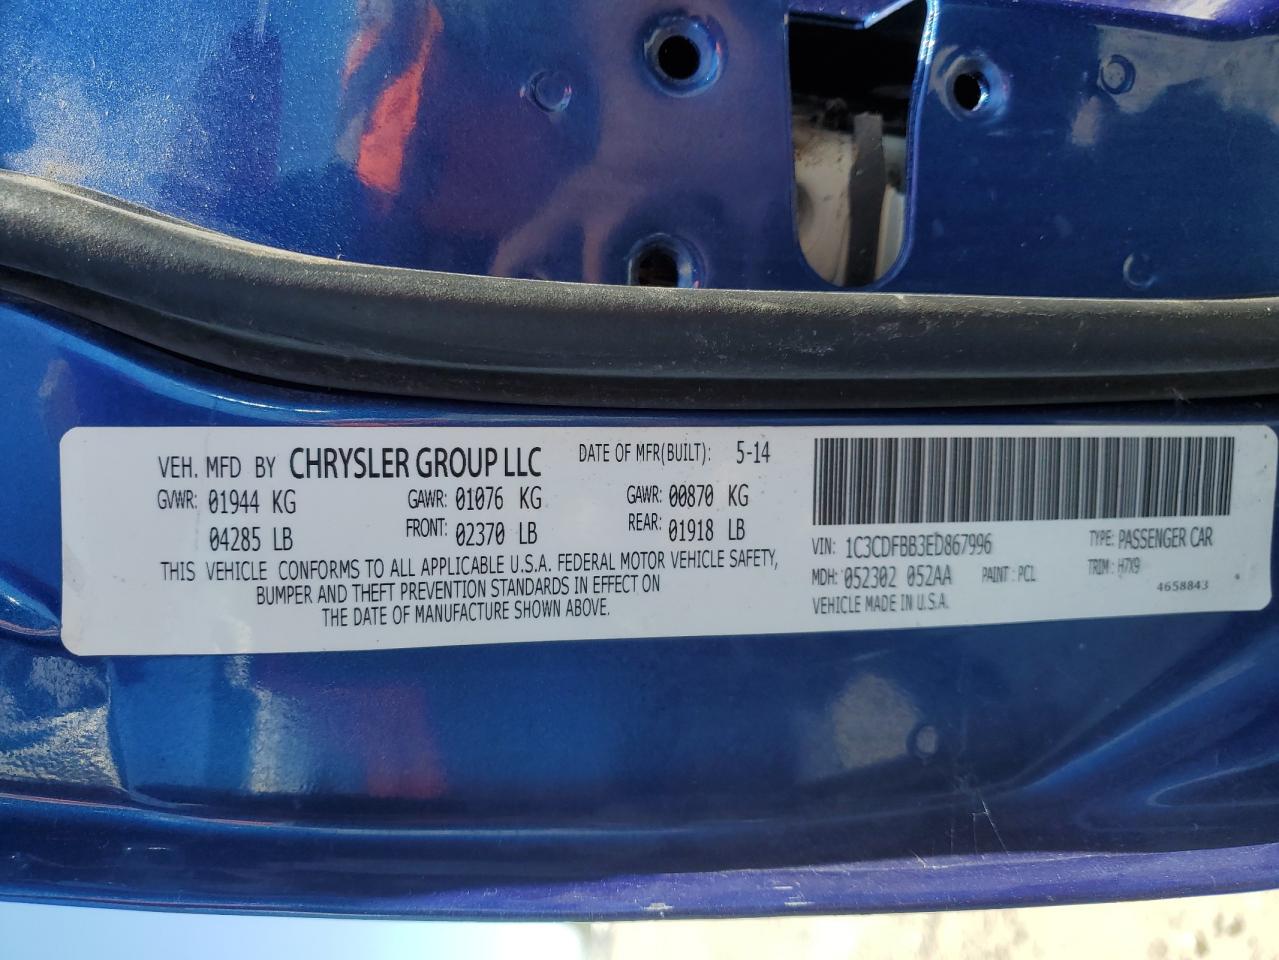 VEH. MFD BY CHRYSLER GROUP LLC DATE OF MFR(BUILT): 5-14
GVWR: 01944 KG GAWR: 01076 KG GAWR: 00870 KG
04285 LB FRONT: 02370 LB REAR: 01918 LB
THIS VEHICLE CONFORMS TO ALL APPLICABLE U.S.A. FEDERAL MOTOR VEHICLE SAFETY,
BUMPER AND THEFT PREVENTION STANDARDS IN EFFECT ON
THE DATE OF MANUFACTURE SHOWN ABOVE.
VIN: 1C3CDFBB3ED867996 TYPE: PASSENGER CAR
MDH: 052302 052AA PAINT: PCL TRIM: H7X9
VEHICLE MADE IN U.S.A. 4658843